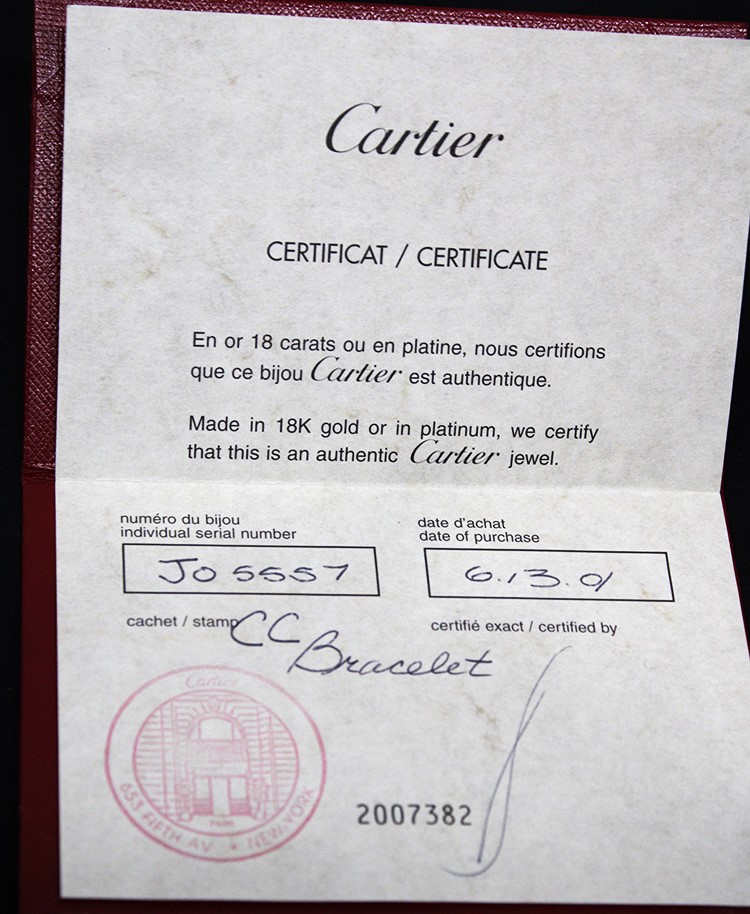 Cartier
CERTIFICAT / CERTIFICATE
En or 18 carats ou en platine, nous certifions
que ce bijou Cartier est authentique.
Made in 18K gold or in platinum, we certify
that this is an authentic Cartier jewel.
numéro du bijou
individual serial number
JO 5557
date d'achat
date of purchase
6.13.01
cachet / stamp
certifié exact / certified by
CC
Bracelet
Cartier
PARIS
653 FIFTH AV. NEW-YORK
2007382